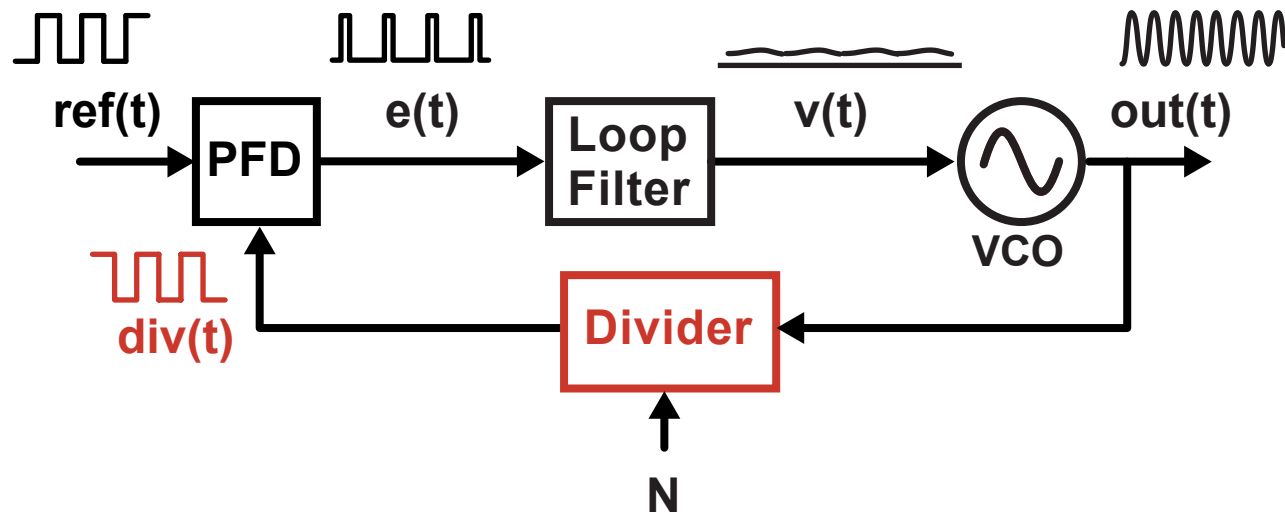 ref(t)
e(t)
v(t)
out(t)
PFD
Loop
Filter
VCO
div(t)
Divider
N